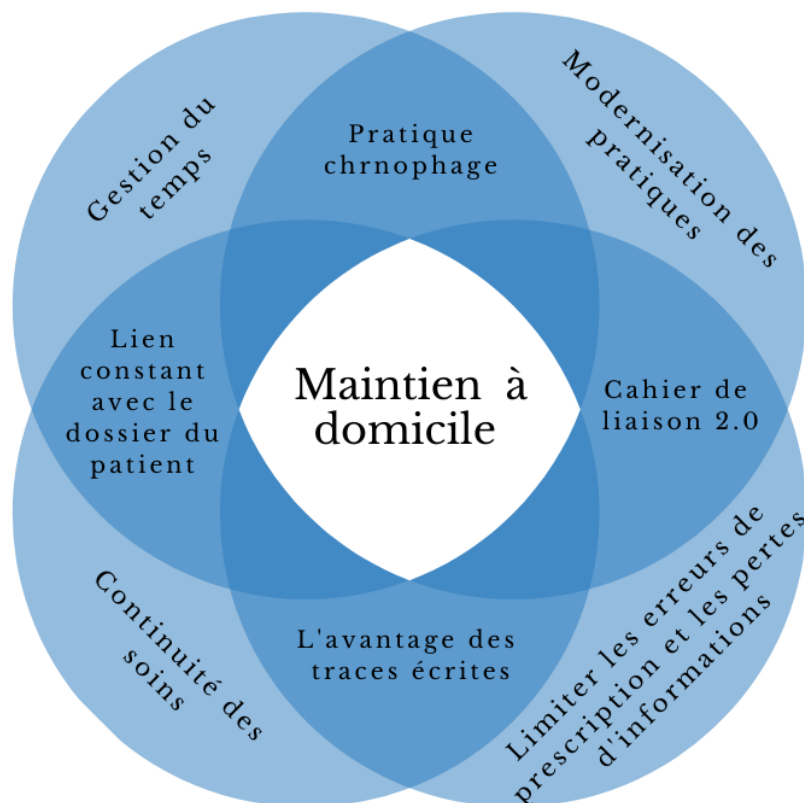 Gestion du
temps
Pratique
chrnophage
Modernisation des
pratiques
Lien
constant
avec le
dossier du
patient
Maintien à
domicile
Cahier de
liaison 2.0
Continuité des
soins
L'avantage des
traces écrites
Limiter les erreurs de
prescription et les pertes
d'informations